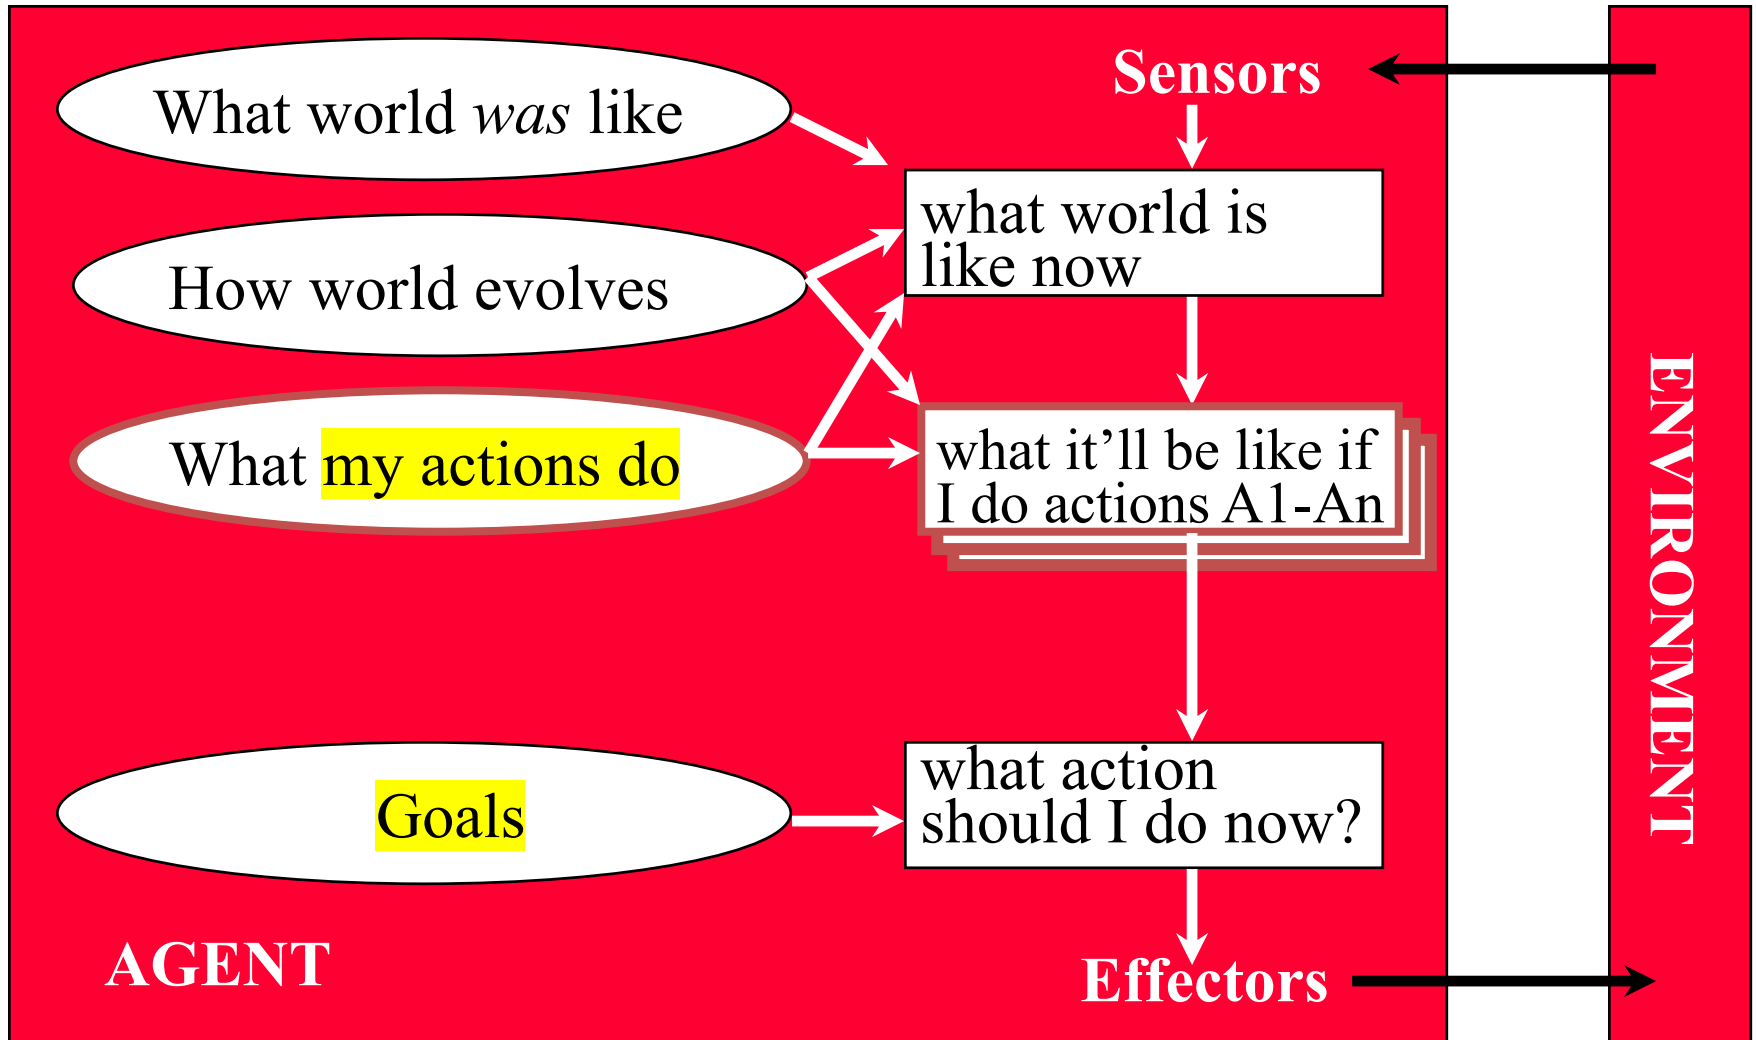 Sensors
What world was like
what world is
like now
How world evolves
What my actions do
what it’ll be like if
I do actions A1-An
Goals
what action
should I do now?
AGENT
Effectors
ENVIRONMENT